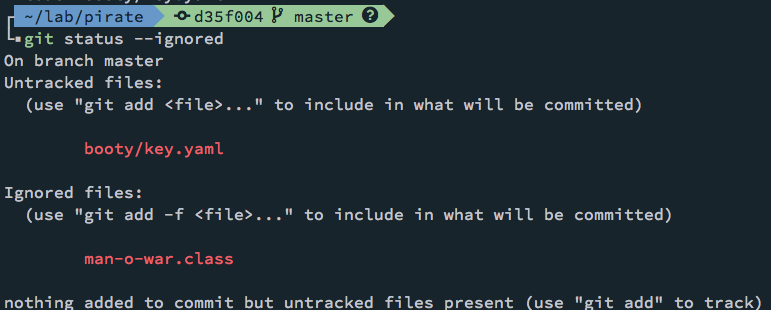 ~/lab/pirate d35f004 master ?
git status --ignored
On branch master
Untracked files:
(use "git add <file>..." to include in what will be committed)
booty/key.yaml
Ignored files:
(use "git add -f <file>..." to include in what will be committed)
man-o-war.class
nothing added to commit but untracked files present (use "git add" to track)